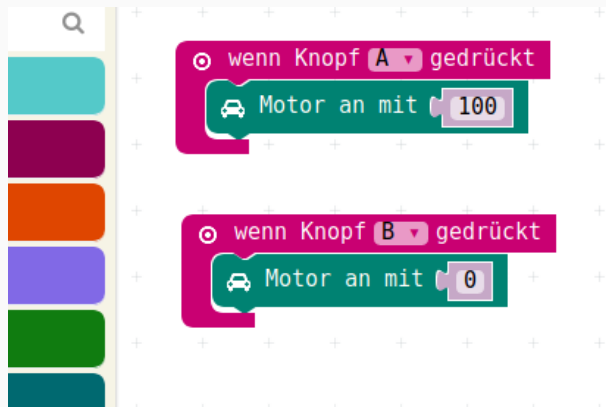 wenn Knopf A gedrückt
Motor an mit 100
wenn Knopf B gedrückt
Motor an mit 0